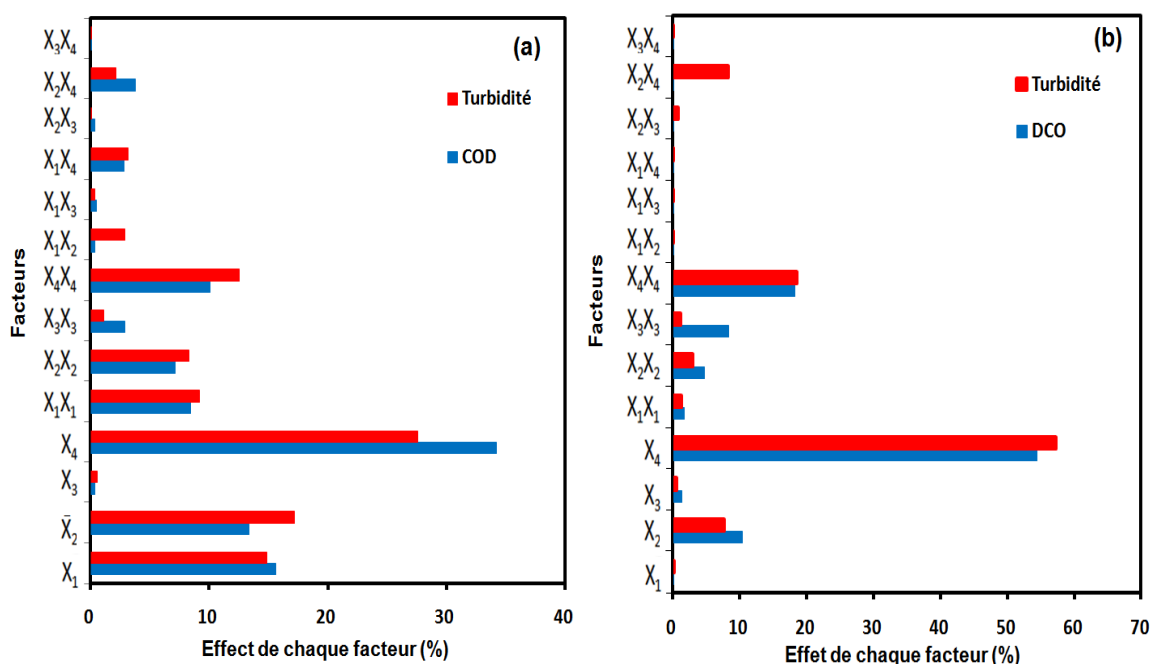 (a)
X₃X₄
X₂X₄
X₂X₃
X₁X₄
X₁X₃
X₁X₂
X₄X₄
X₃X₃
X₂X₂
X₁X₁
X₄
X₃
X̄₂
X₁
Facteurs
Turbidité
COD
0 10 20 30 40
Effect de chaque facteur (%)
(b)
X₃X₄
X₂X₄
X₂X₃
X₁X₄
X₁X₃
X₁X₂
X₄X₄
X₃X₃
X₂X₂
X₁X₁
X₄
X₃
X₂
X₁
Facteurs
Turbidité
DCO
0 10 20 30 40 50 60 70
Effet de chaque facteur (%)